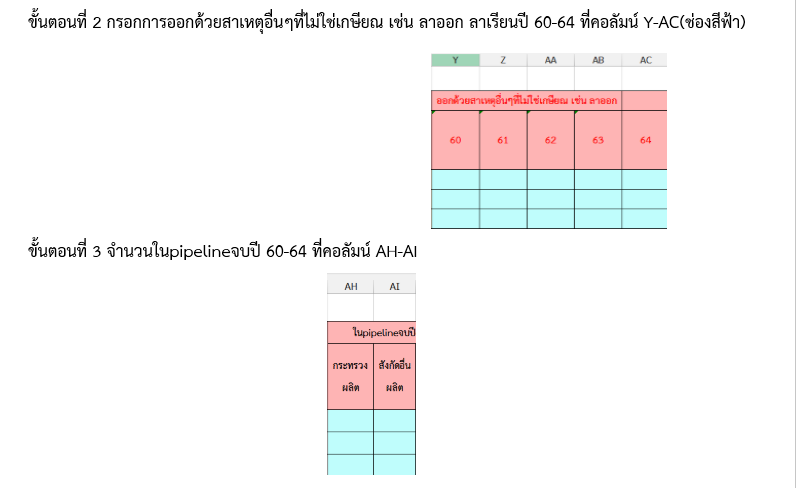 ขั้นตอนที่ 2 กรอกการออกด้วยสาเหตุอื่นๆที่ไม่ใช่เกษียณ เช่น ลาออก ลาเรียนปี 60-64 ที่คอลัมน์ Y-AC(ช่องสีฟ้า)
Y Z AA AB AC
ออกด้วยสาเหตุอื่นๆที่ไม่ใช่เกษียณ เช่น ลาออก
60 61 62 63 64
ขั้นตอนที่ 3 จำนวนในpipelineจบปี 60-64 ที่คอลัมน์ AH-AI
AH AI
ในpipelineจบปี
กระทรวง สังกัดอื่น
ผลิต ผลิต